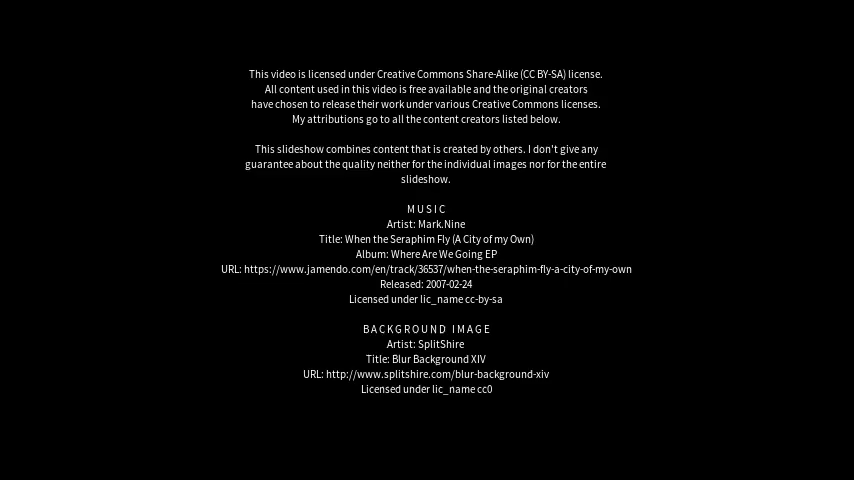 This video is licensed under Creative Commons Share-Alike (CC BY-SA) license.
All content used in this video is free available and the original creators
have chosen to release their work under various Creative Commons licenses.
My attributions go to all the content creators listed below.
This slideshow combines content that is created by others. I don't give any
guarantee about the quality neither for the individual images nor for the entire
slideshow.
MUSIC
Artist: Mark.Nine
Title: When the Seraphim Fly (A City of my Own)
Album: Where Are We Going EP
URL: https://www.jamendo.com/en/track/36537/when-the-seraphim-fly-a-city-of-my-own
Released: 2007-02-24
Licensed under lic_name cc-by-sa
BACKGROUND IMAGE
Artist: SplitShire
Title: Blur Background XIV
URL: http://www.splitshire.com/blur-background-xiv
Licensed under lic_name cc0